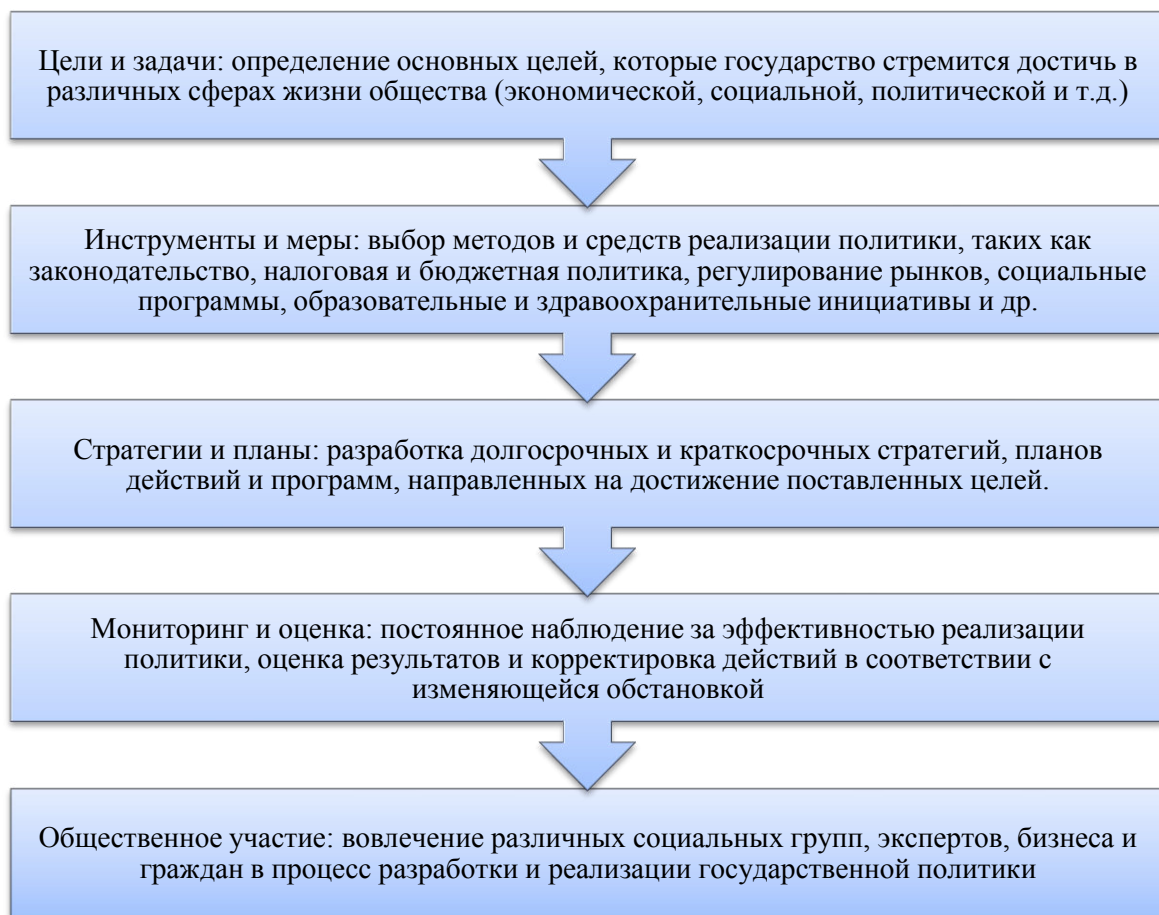 Цели и задачи: определение основных целей, которые государство стремится достичь в
различных сферах жизни общества (экономической, социальной, политической и т.д.)
Инструменты и меры: выбор методов и средств реализации политики, таких как
законодательство, налоговая и бюджетная политика, регулирование рынков, социальные
программы, образовательные и здравоохранительные инициативы и др.
Стратегии и планы: разработка долгосрочных и краткосрочных стратегий, планов
действий и программ, направленных на достижение поставленных целей.
Мониторинг и оценка: постоянное наблюдение за эффективностью реализации
политики, оценка результатов и корректировка действий в соответствии с
изменяющейся обстановкой
Общественное участие: вовлечение различных социальных групп, экспертов, бизнеса и
граждан в процесс разработки и реализации государственной политики